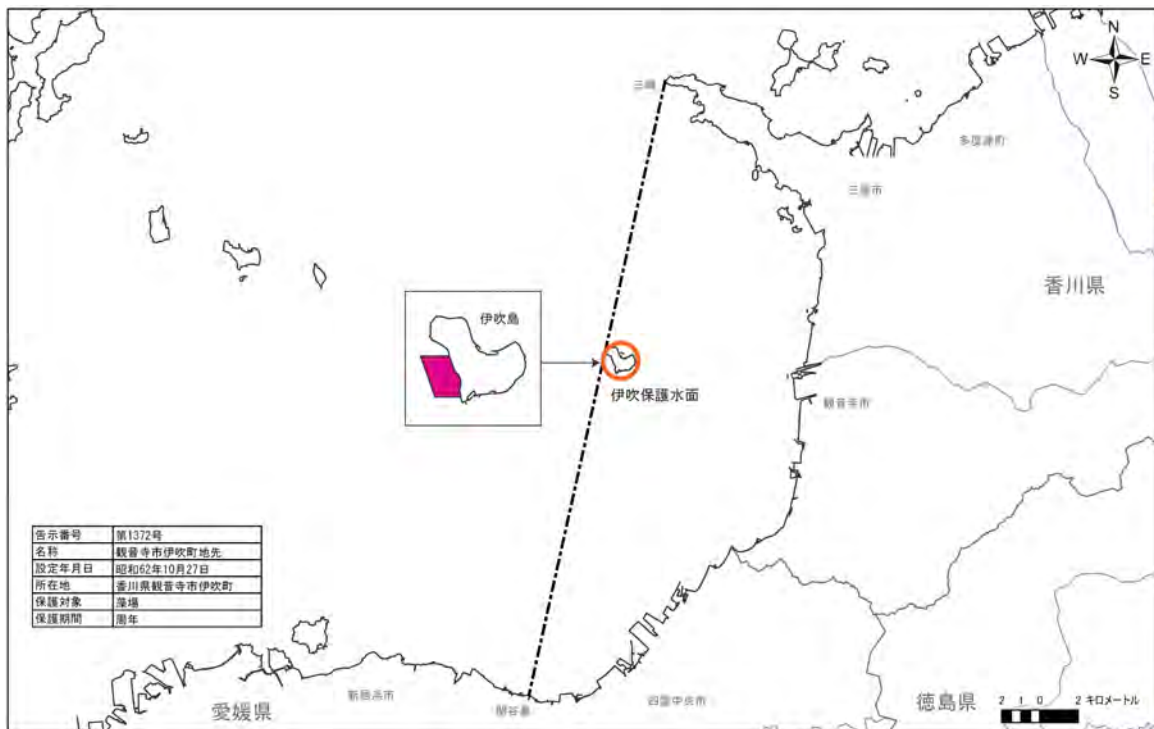 N
W E
S
三崎
多度津町
三豊市
香川県
伊吹島
伊吹保護水面
観音寺市
告示番号 第1372号
名称 観音寺市伊吹町地先
設定年月日 昭和62年10月27日
所在地 香川県観音寺市伊吹町
保護対象 藻場
保護期間 周年
新居浜市
愛媛県
関谷鼻
四国中央市
徳島県
2 1 0 2 キロメートル